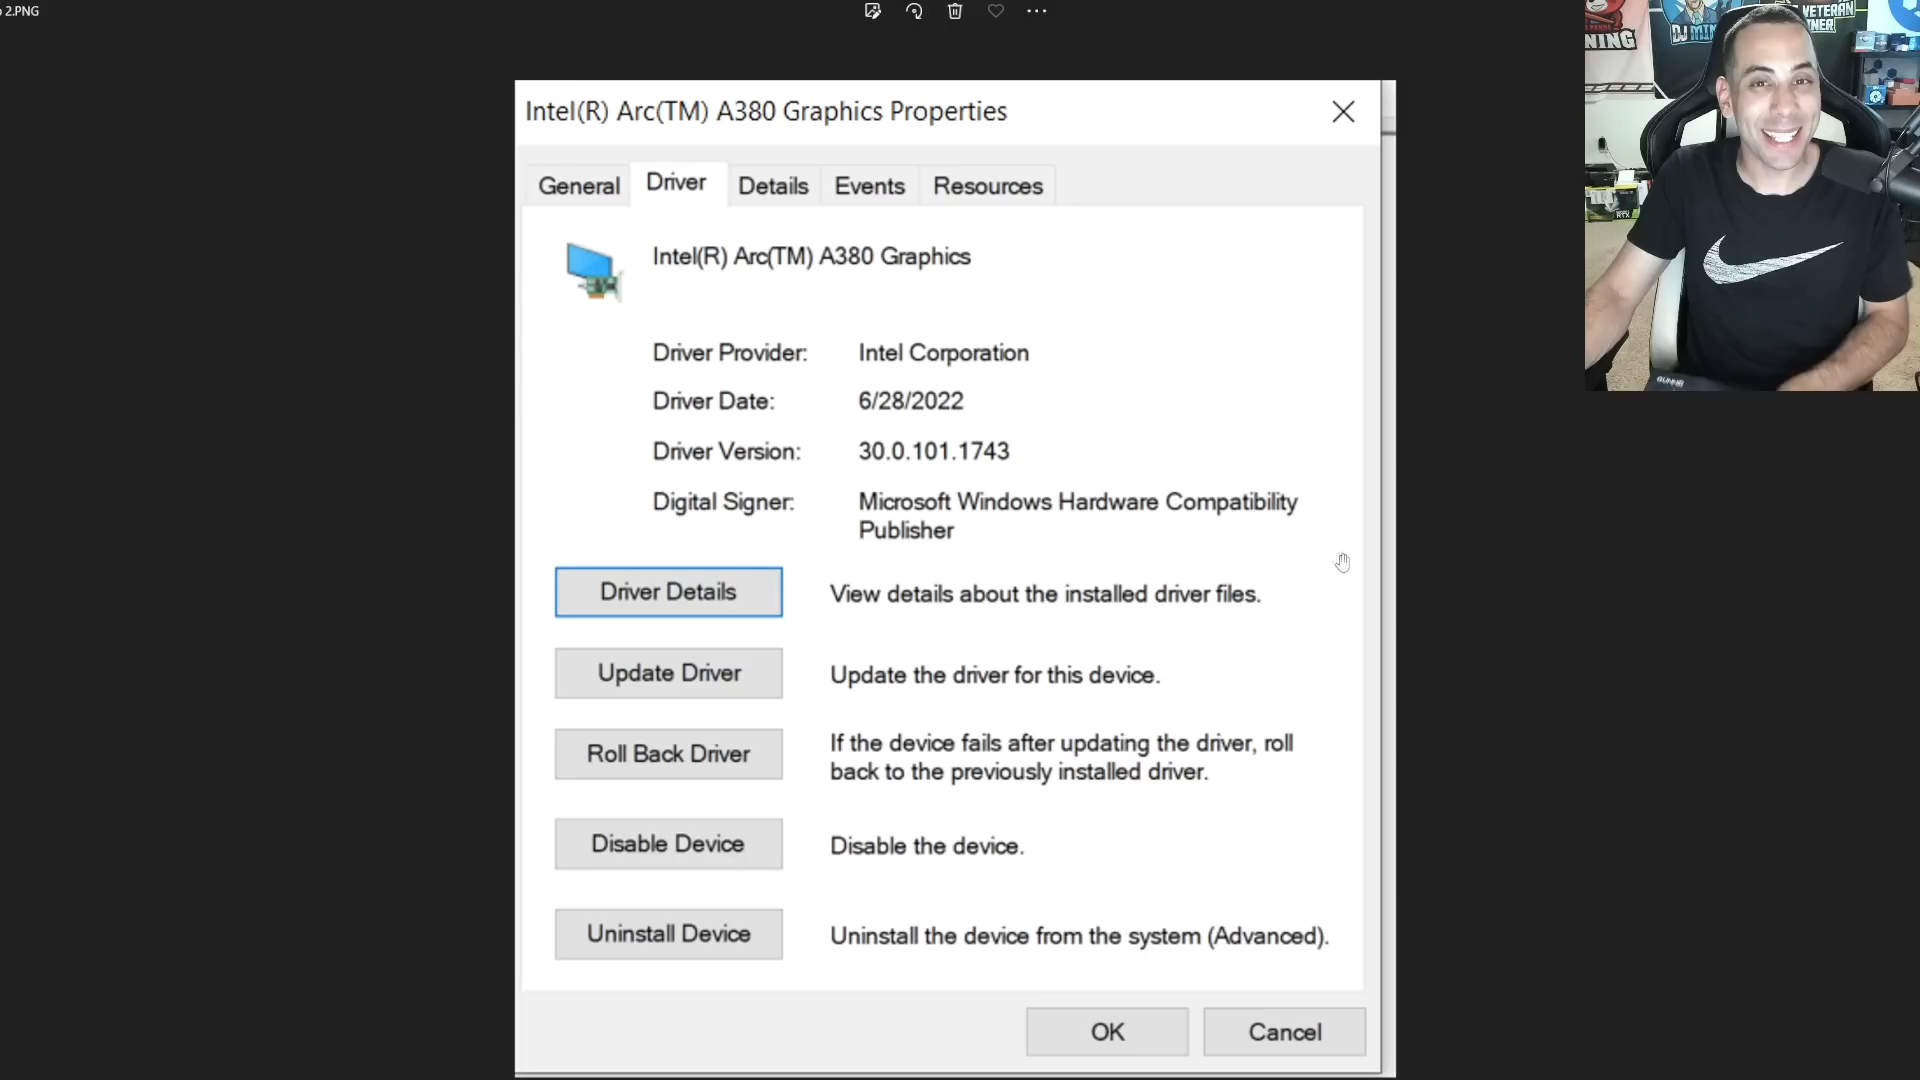 2.PNG
Intel(R) Arc(TM) A380 Graphics Properties
General Driver Details Events Resources
Intel(R) Arc(TM) A380 Graphics
Driver Provider: Intel Corporation
Driver Date: 6/28/2022
Driver Version: 30.0.101.1743
Digital Signer: Microsoft Windows Hardware Compatibility
Publisher
Driver Details View details about the installed driver files.
Update Driver Update the driver for this device.
Roll Back Driver If the device fails after updating the driver, roll
back to the previously installed driver.
Disable Device Disable the device.
Uninstall Device Uninstall the device from the system (Advanced).
OK Cancel
VETERAN
DJ
RTX